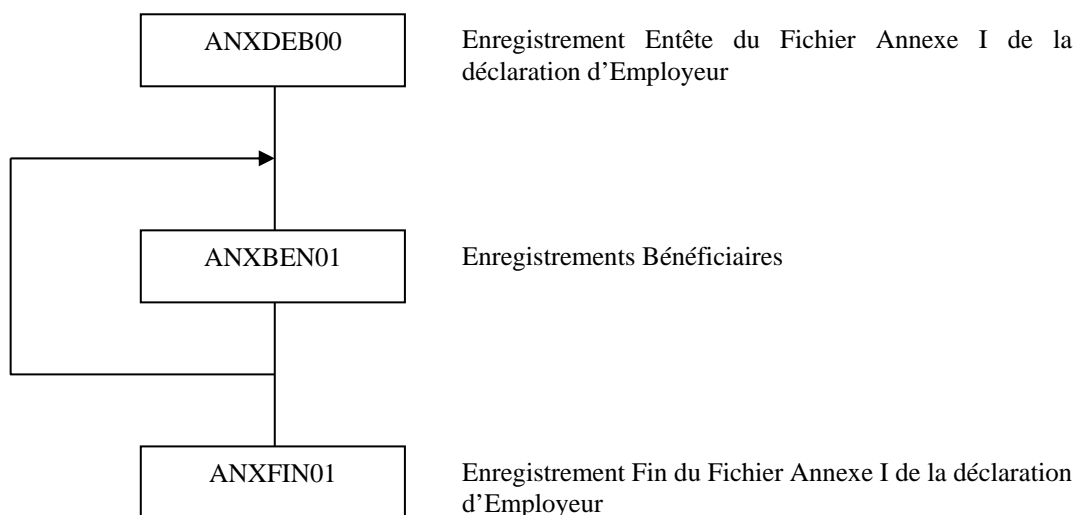 ANXDEB00
Enregistrement Entête du Fichier Annexe I de la
déclaration d’Employeur
ANXBEN01
Enregistrements Bénéficiaires
ANXFIN01
Enregistrement Fin du Fichier Annexe I de la déclaration
d’Employeur